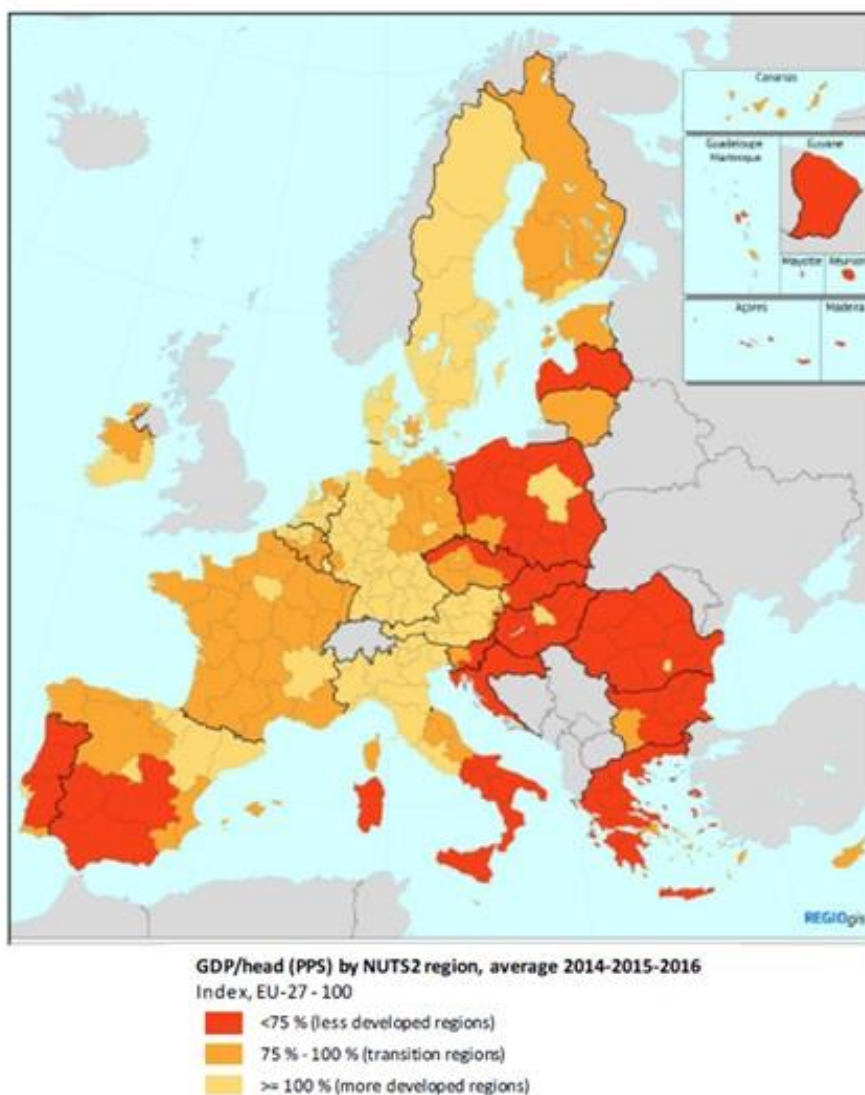 Canarias
Guadeloupe
Martinique
Guyane
Mayotte
Réunion
Açores
Madeira
REGIOgis
GDP/head (PPS) by NUTS2 region, average 2014-2015-2016
Index, EU-27 - 100
<75 % (less developed regions)
75 % - 100 % (transition regions)
>= 100 % (more developed regions)